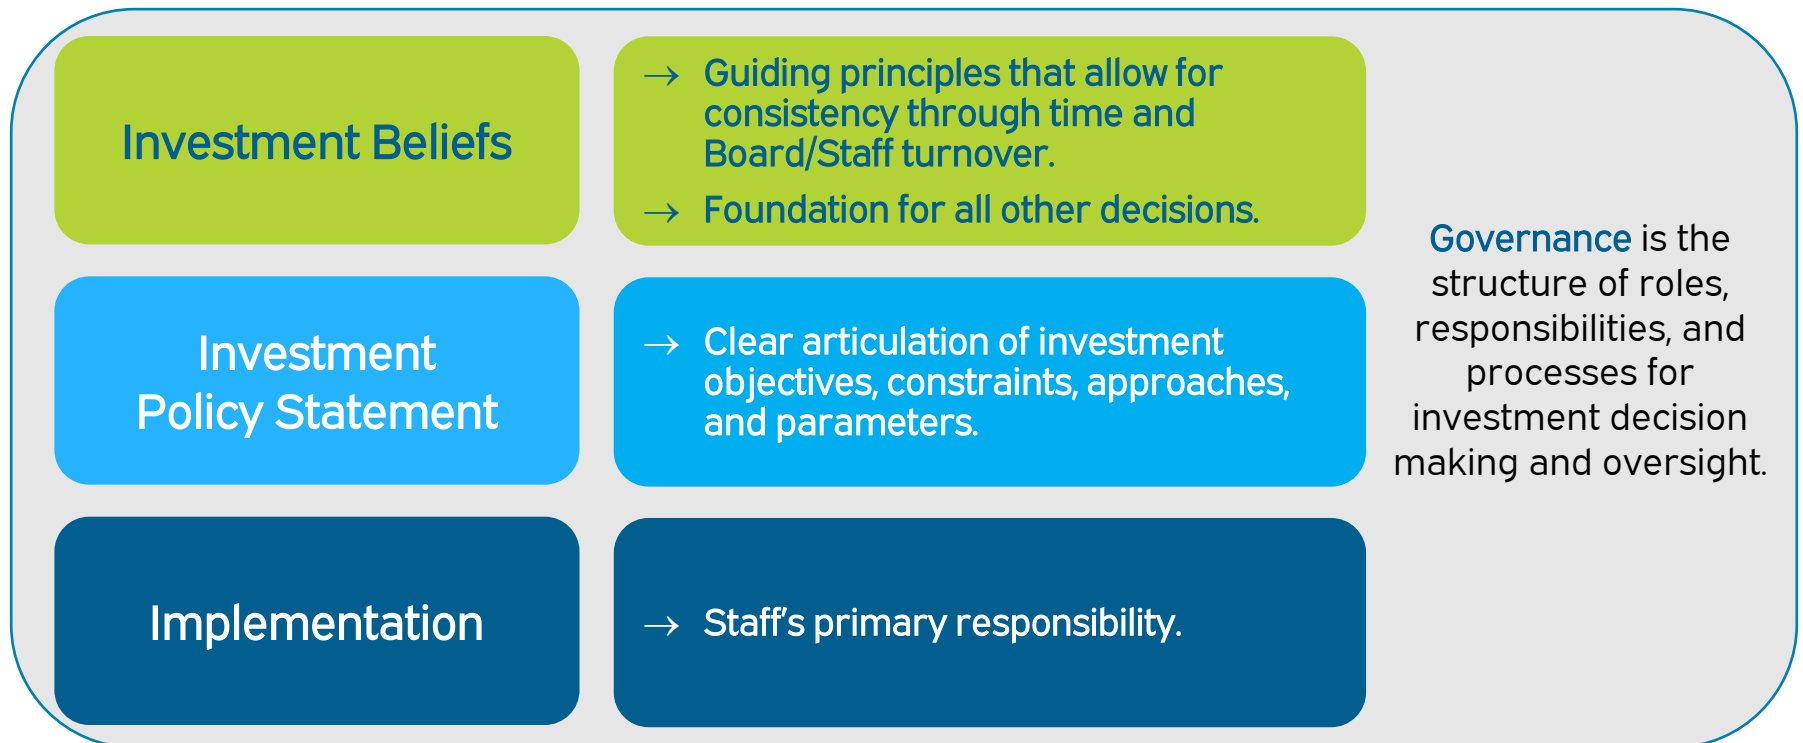 Investment Beliefs
→ Guiding principles that allow for
consistency through time and
Board/Staff turnover.
→ Foundation for all other decisions.
Investment
Policy Statement
→ Clear articulation of investment
objectives, constraints, approaches,
and parameters.
Implementation
→ Staff's primary responsibility.
Governance is the
structure of roles,
responsibilities, and
processes for
investment decision
making and oversight.